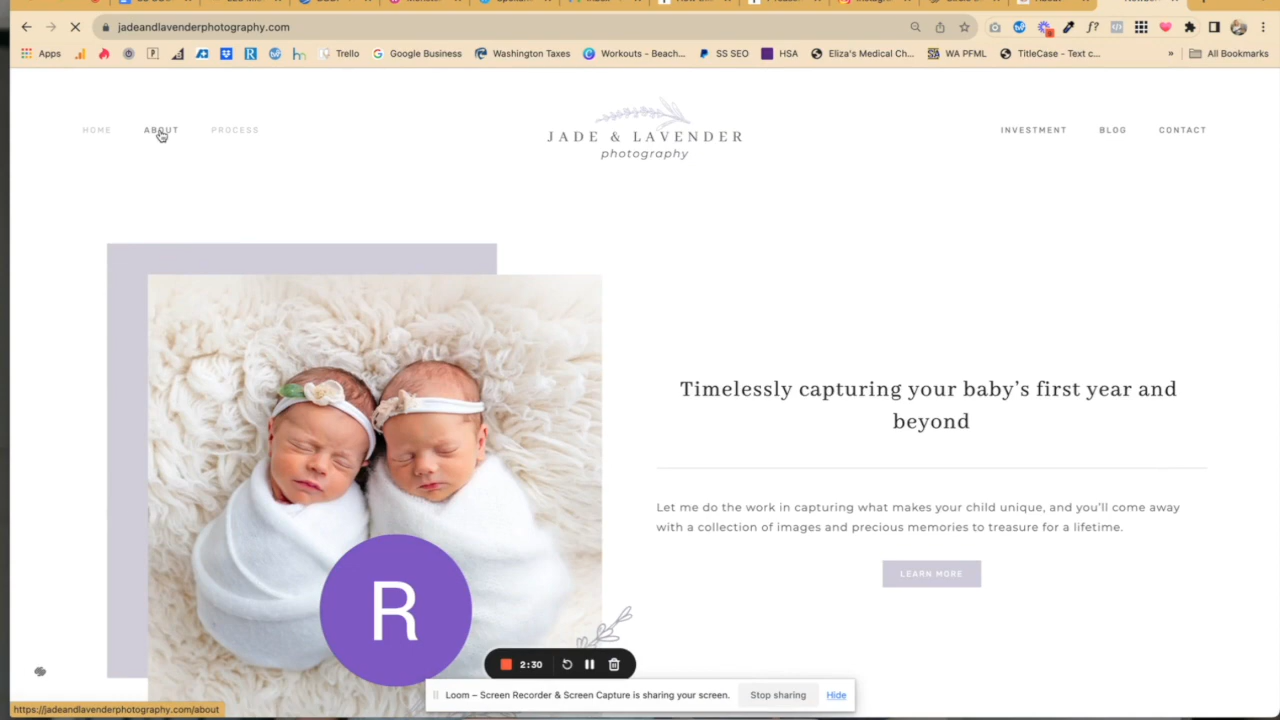 jadeandlavenderphotography.com
Apps
Trello
Google Business
Washington Taxes
Workouts – Beach...
SS SEO
HSA
Eliza's Medical Ch...
WA PFML
TitleCase - Text c...
»
All Bookmarks
HOME
ABOUT
PROCESS
JADE & LAVENDER
photography
INVESTMENT
BLOG
CONTACT
Timelessly capturing your baby’s first year and
beyond
Let me do the work in capturing what makes your child unique, and you’ll come away
with a collection of images and precious memories to treasure for a lifetime.
LEARN MORE
R
2:30
Loom – Screen Recorder & Screen Capture is sharing your screen.
Stop sharing
Hide
https://jadeandlavenderphotography.com/about